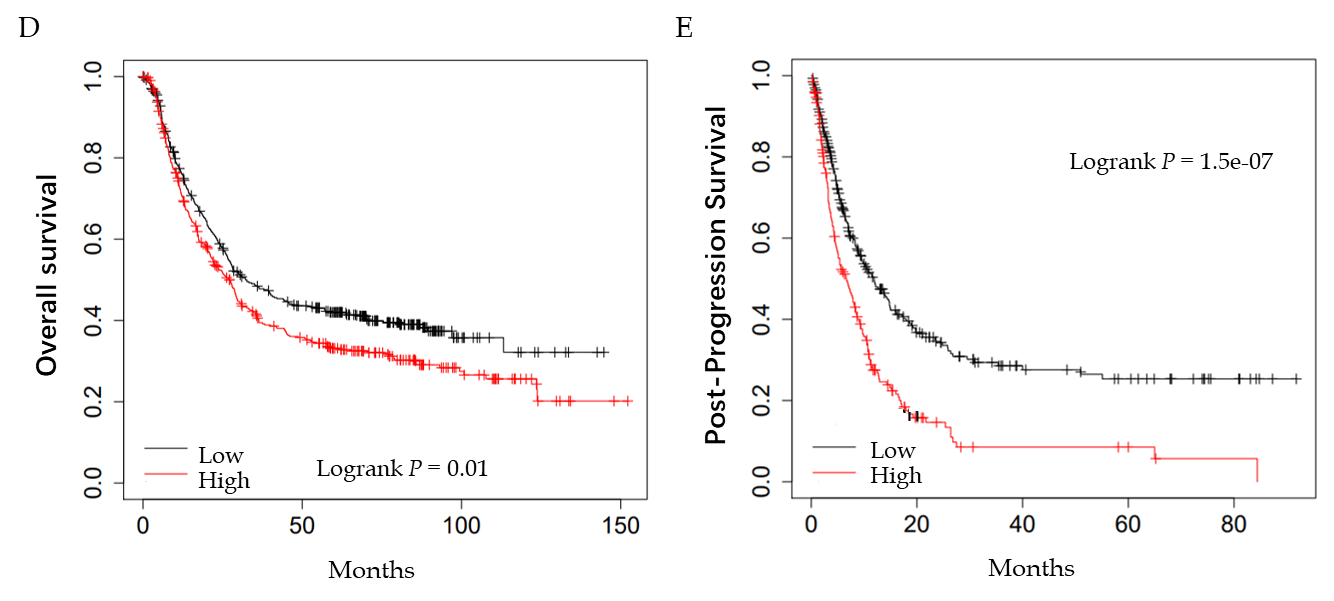 D
Overall survival
1.0
0.8
0.6
0.4
0.2
0.0
Low
High
Logrank P = 0.01
0 50 100 150
Months
E
Post-Progression Survival
1.0
0.8
0.6
0.4
0.2
0.0
Logrank P = 1.5e-07
Low
High
0 20 40 60 80
Months